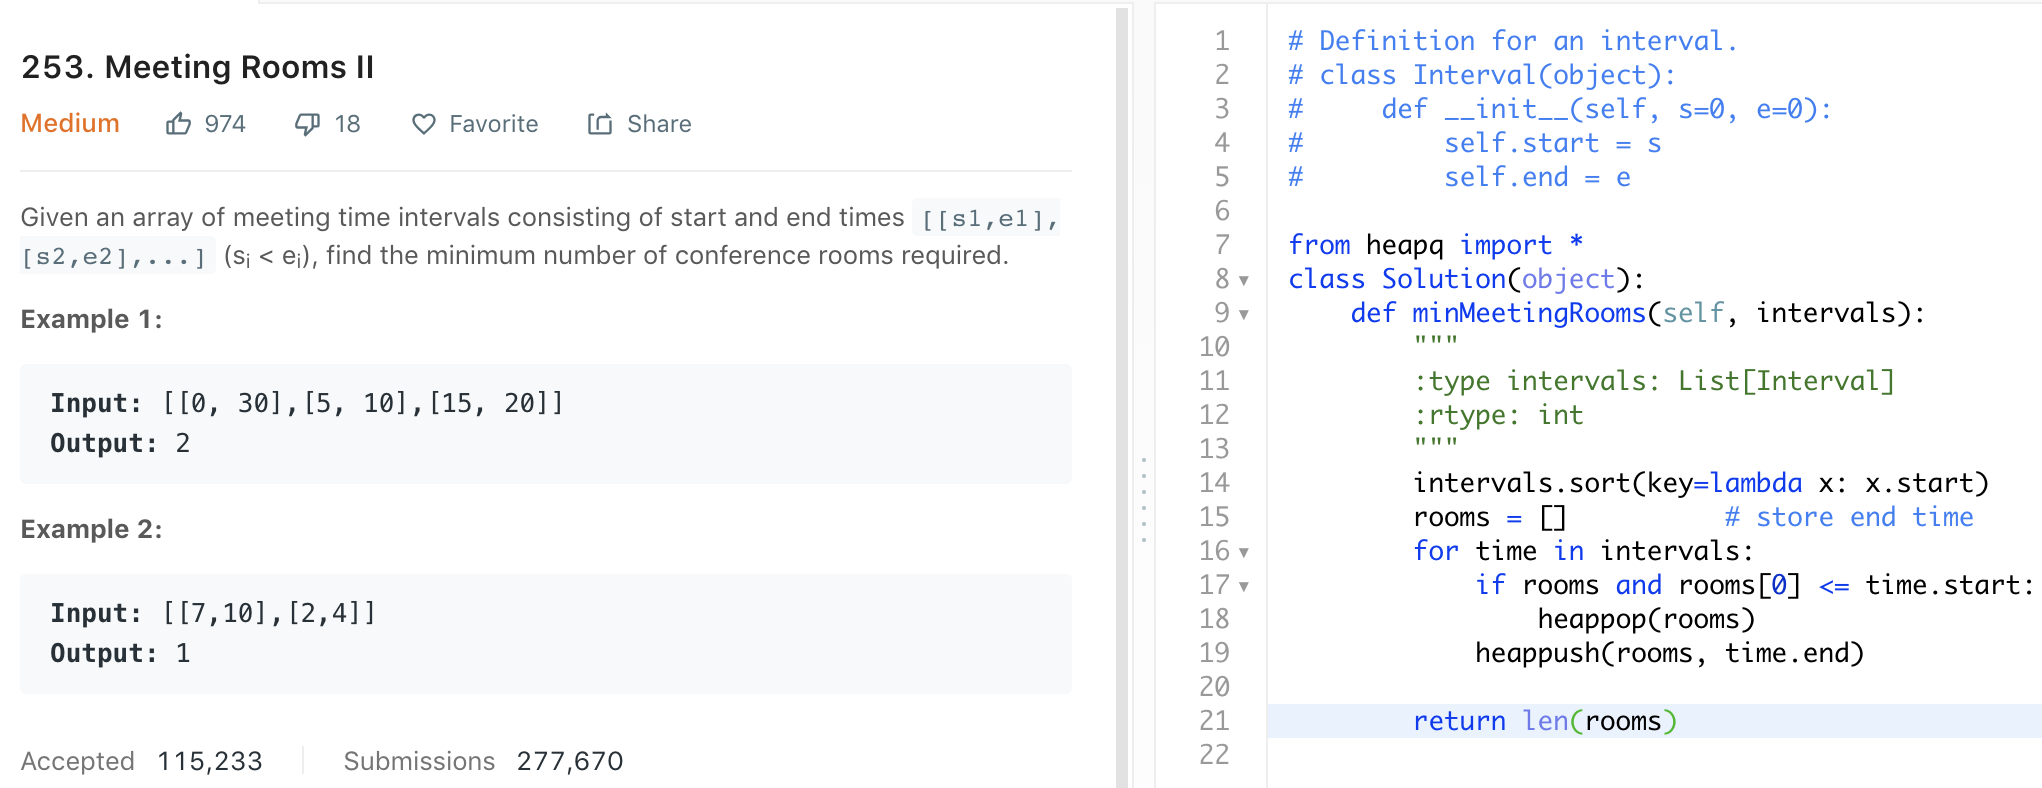 253. Meeting Rooms II
Medium 974 18 Favorite Share
Given an array of meeting time intervals consisting of start and end times [[s1,e1],
[s2,e2],...] (si < ei), find the minimum number of conference rooms required.
Example 1:
Input: [[0, 30],[5, 10],[15, 20]]
Output: 2
Example 2:
Input: [[7,10],[2,4]]
Output: 1
Accepted 115,233 Submissions 277,670
1 # Definition for an interval.
2 # class Interval(object):
3 #     def __init__(self, s=0, e=0):
4 #         self.start = s
5 #         self.end = e
6
7 from heapq import *
8 class Solution(object):
9     def minMeetingRooms(self, intervals):
10         """
11         :type intervals: List[Interval]
12         :rtype: int
13         """
14         intervals.sort(key=lambda x: x.start)
15         rooms = []          # store end time
16         for time in intervals:
17             if rooms and rooms[0] <= time.start:
18                 heappop(rooms)
19             heappush(rooms, time.end)
20
21         return len(rooms)
22